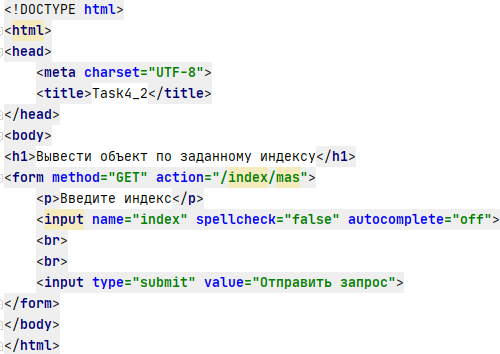 <!DOCTYPE html>
<html>
<head>
    <meta charset="UTF-8">
    <title>Task4_2</title>
</head>
<body>
<h1>Вывести объект по заданному индексу</h1>
<form method="GET" action="/index/mas">
    <p>Введите индекс</p>
    <input name="index" spellcheck="false" autocomplete="off">
    <br>
    <br>
    <input type="submit" value="Отправить запрос">
</form>
</body>
</html>